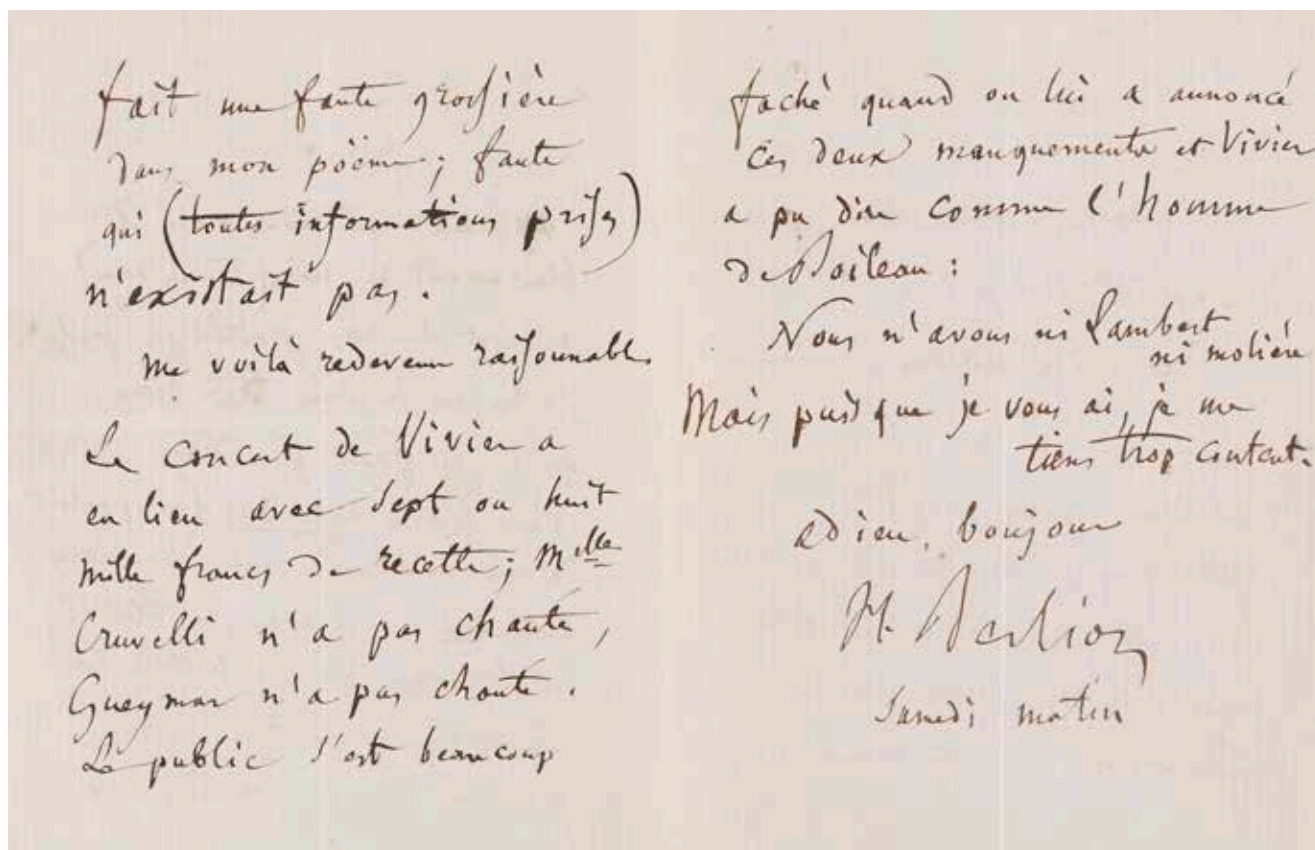 fait une faute grossière
dans mon poëme; faute
qui (toutes informations prises)
n'existait pas.
me voilà redevenu raisonnable.
Le concert de Vivier a
eu lieu avec sept ou huit
mille francs de recette; Melle
Cruvelli n'a pas chanté,
Gueymar n'a pas chanté.
Le public s'est beaucoup
faché quand on lui a annoncé
ces deux manquements et Vivier
a pu dire comme l'homme
de Boileau:
Nous n'avons ni Lambert
ni molière
Mais puis que je vous ai, je me
tiens trop content.
adieu, bonjour
H. Berlioz
Samedi matin